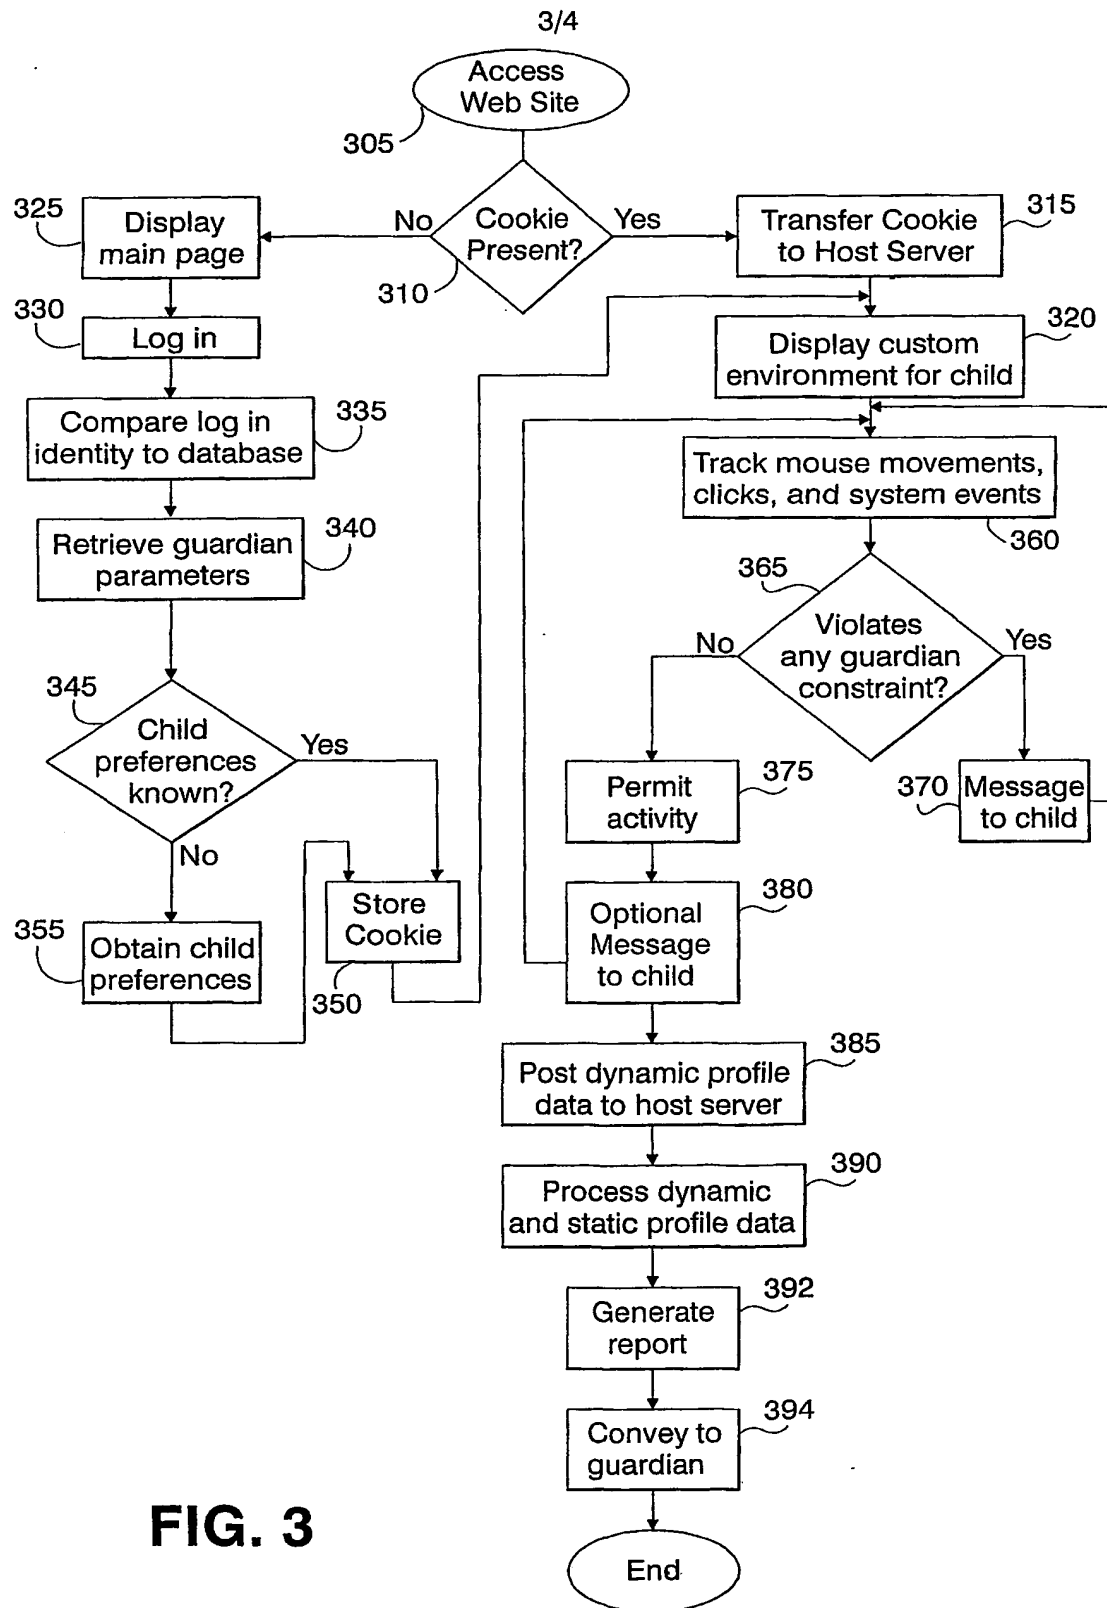 3/4
Access
Web Site
305
Cookie
Present?
310
No
Yes
Display
main page
325
Transfer Cookie
to Host Server
315
Log in
330
Display custom
environment for child
320
Compare log in
identity to database
335
Track mouse movements,
clicks, and system events
360
Retrieve guardian
parameters
340
365
Violates
any guardian
constraint?
No
Yes
345
Child
preferences
known?
Yes
No
Permit
activity
375
370
Message
to child
Store
Cookie
350
Optional
Message
to child
380
355
Obtain child
preferences
Post dynamic profile
data to host server
385
Process dynamic
and static profile data
390
Generate
report
392
Convey to
guardian
394
End
FIG. 3